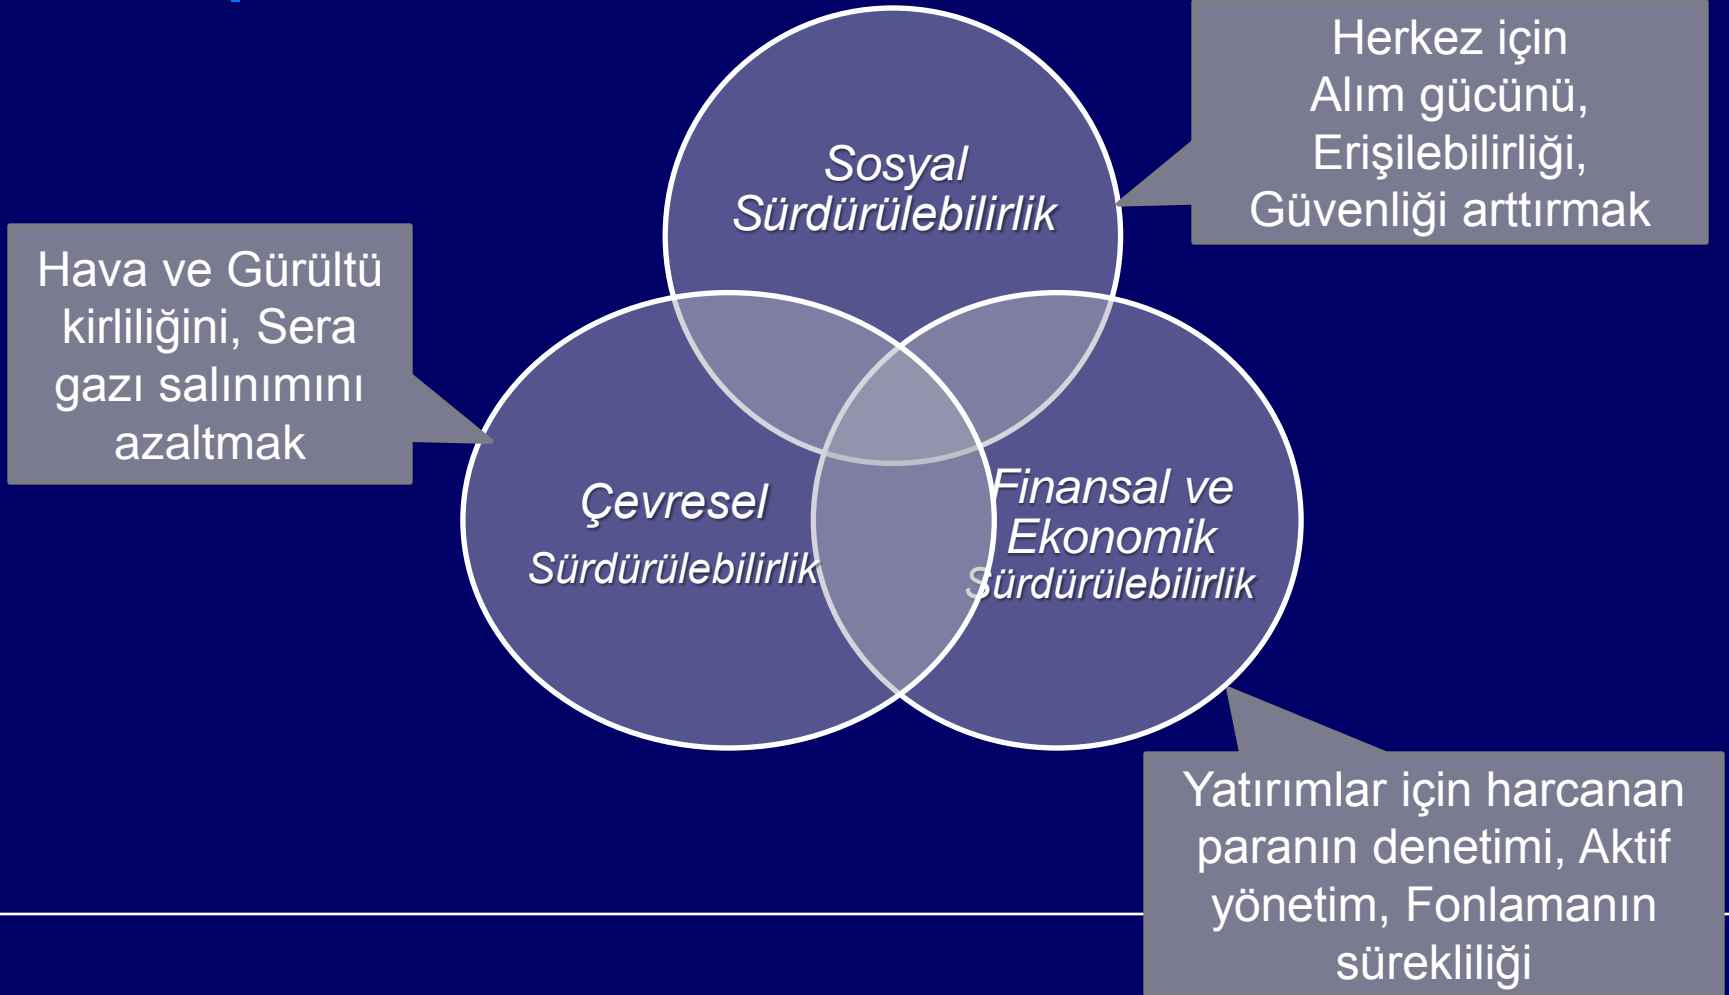 Herkez için
Alım gücünü,
Erişilebilirliği,
Güvenliği arttırmak
Sosyal
Sürdürülebilirlik
Hava ve Gürültü
kirliliğini, Sera
gazı salınımını
azaltmak
Çevresel
Sürdürülebilirlik
Finansal ve
Ekonomik
Sürdürülebilirlik
Yatırımlar için harcanan
paranın denetimi, Aktif
yönetim, Fonlamanın
sürekliliği